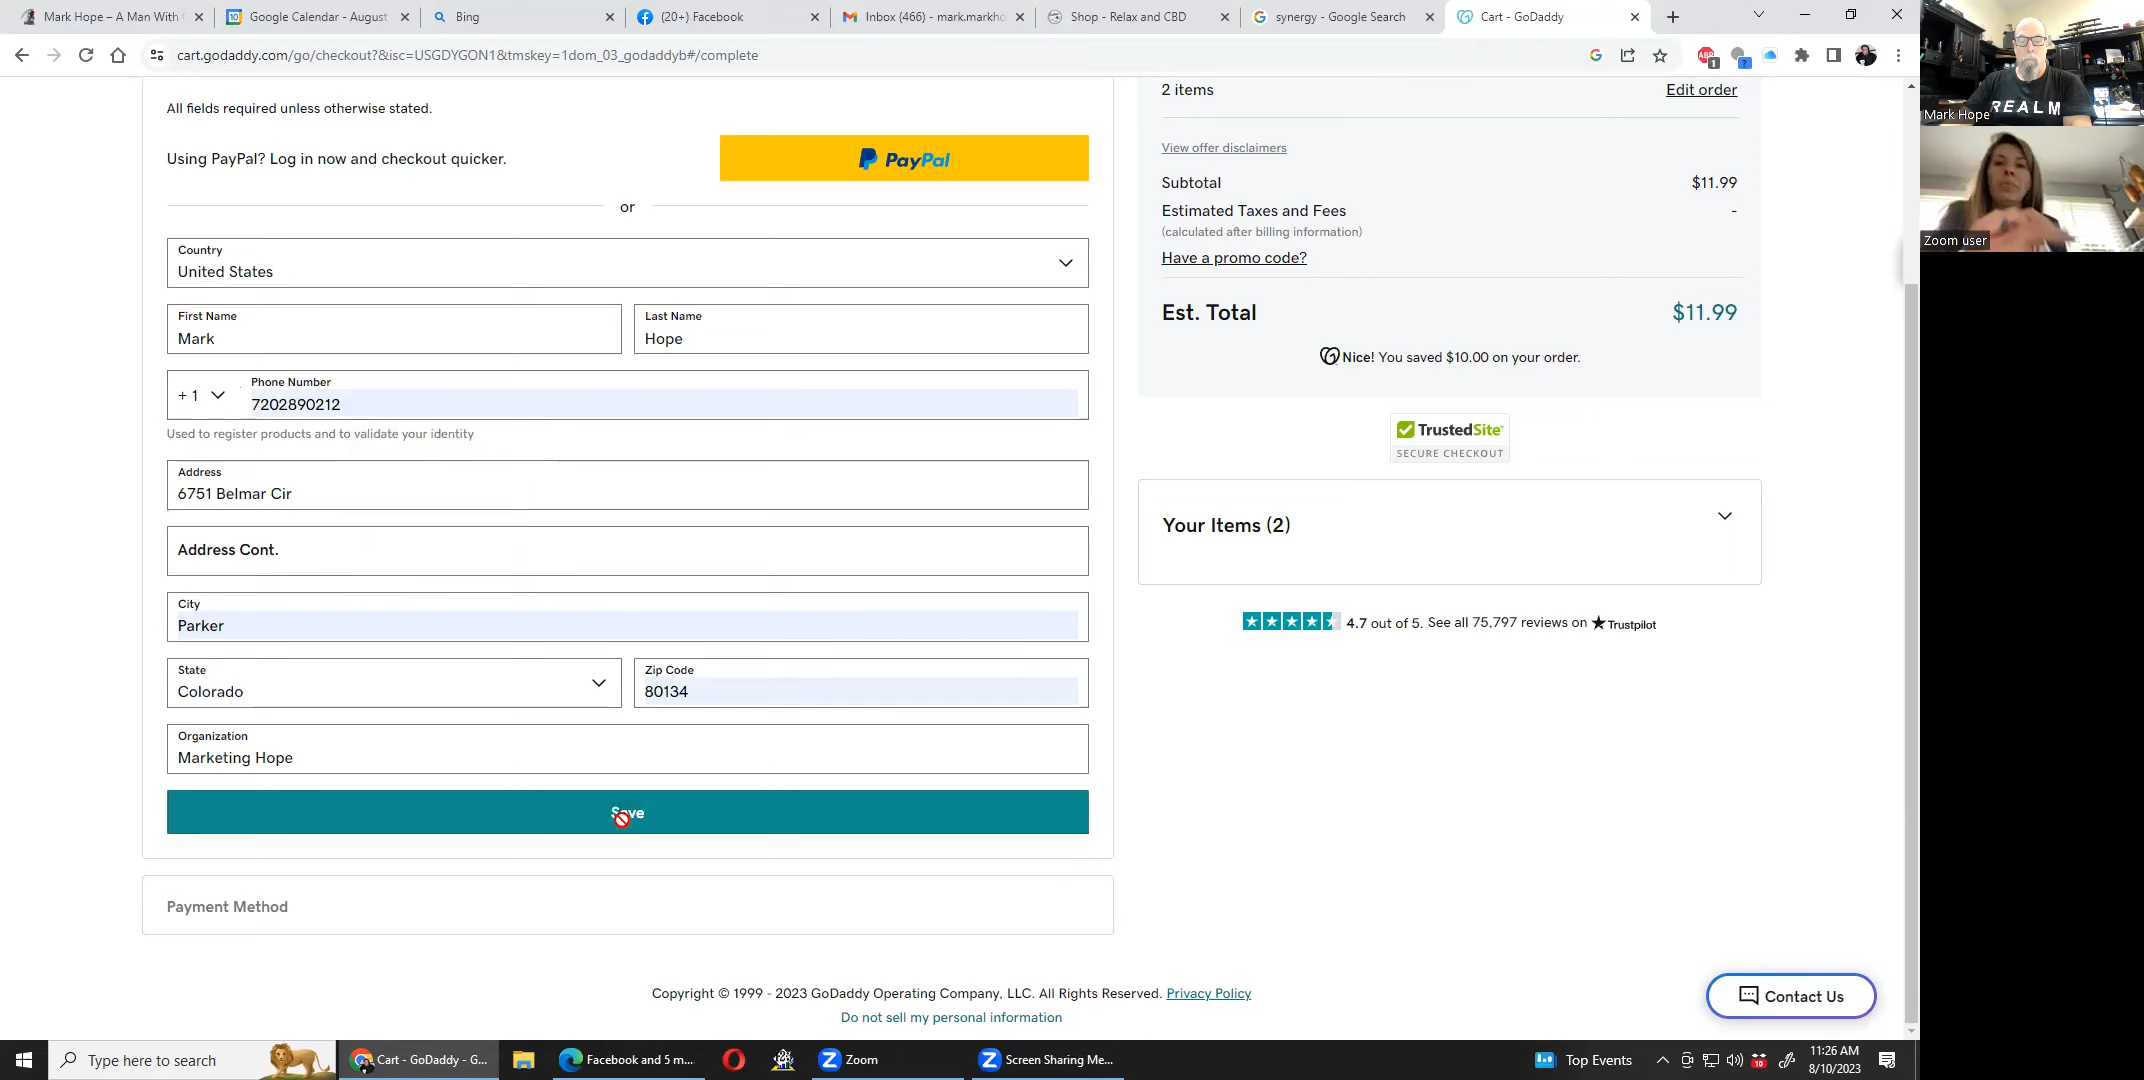 Mark Hope – A Man With
Google Calendar - August
Bing
(20+) Facebook
Inbox (466) - mark.markho
Shop - Relax and CBD
synergy - Google Search
Cart - GoDaddy
cart.godaddy.com/go/checkout?&isc=USGDYGON1&tmskey=1dom_03_godaddyb#/complete
ABP
1
?
REALM
Mark Hope
Zoom user
All fields required unless otherwise stated.
Using PayPal? Log in now and checkout quicker.
PayPal
or
Country
United States
First Name
Mark
Last Name
Hope
+ 1
Phone Number
7202890212
Used to register products and to validate your identity
Address
6751 Belmar Cir
Address Cont.
City
Parker
State
Colorado
Zip Code
80134
Organization
Marketing Hope
Save
Payment Method
2 items
Edit order
View offer disclaimers
Subtotal
$11.99
Estimated Taxes and Fees
-
(calculated after billing information)
Have a promo code?
Est. Total
$11.99
Nice! You saved $10.00 on your order.
TrustedSite
SECURE CHECKOUT
Your Items (2)
4.7 out of 5. See all 75,797 reviews on Trustpilot
Copyright © 1999 - 2023 GoDaddy Operating Company, LLC. All Rights Reserved. Privacy Policy
Do not sell my personal information
Contact Us
Type here to search
Cart - GoDaddy - G...
Facebook and 5 m...
Zoom
Screen Sharing Me...
Top Events
10
11:26 AM
8/10/2023